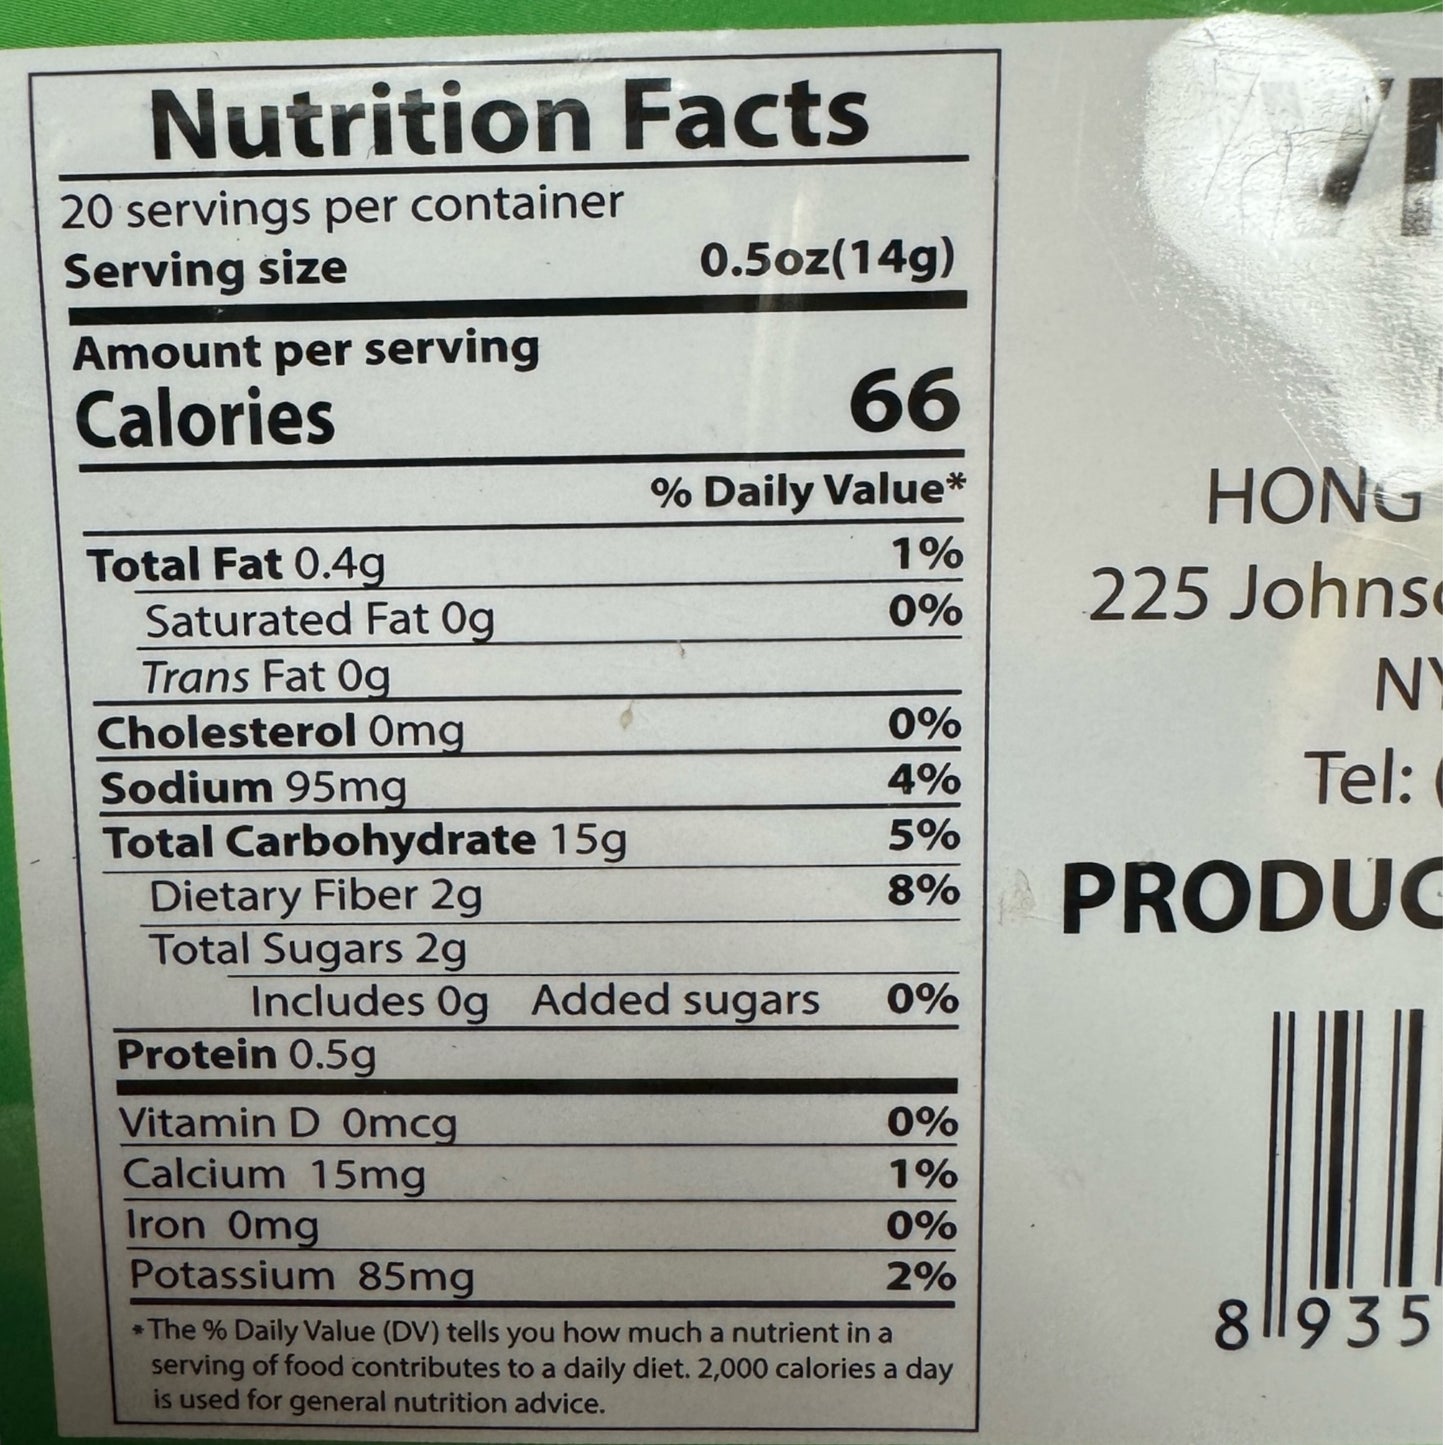 Nutrition Facts
20 servings per container
Serving size 0.5oz(14g)
Amount per serving
Calories 66
% Daily Value*
Total Fat 0.4g 1%
Saturated Fat 0g 0%
Trans Fat 0g
Cholesterol 0mg 0%
Sodium 95mg 4%
Total Carbohydrate 15g 5%
Dietary Fiber 2g 8%
Total Sugars 2g
Includes 0g Added sugars 0%
Protein 0.5g
Vitamin D 0mcg 0%
Calcium 15mg 1%
Iron 0mg 0%
Potassium 85mg 2%
*The % Daily Value (DV) tells you how much a nutrient in a
serving of food contributes to a daily diet. 2,000 calories a day
is used for general nutrition advice.
HONG
225
NY
Tel: (
8 935